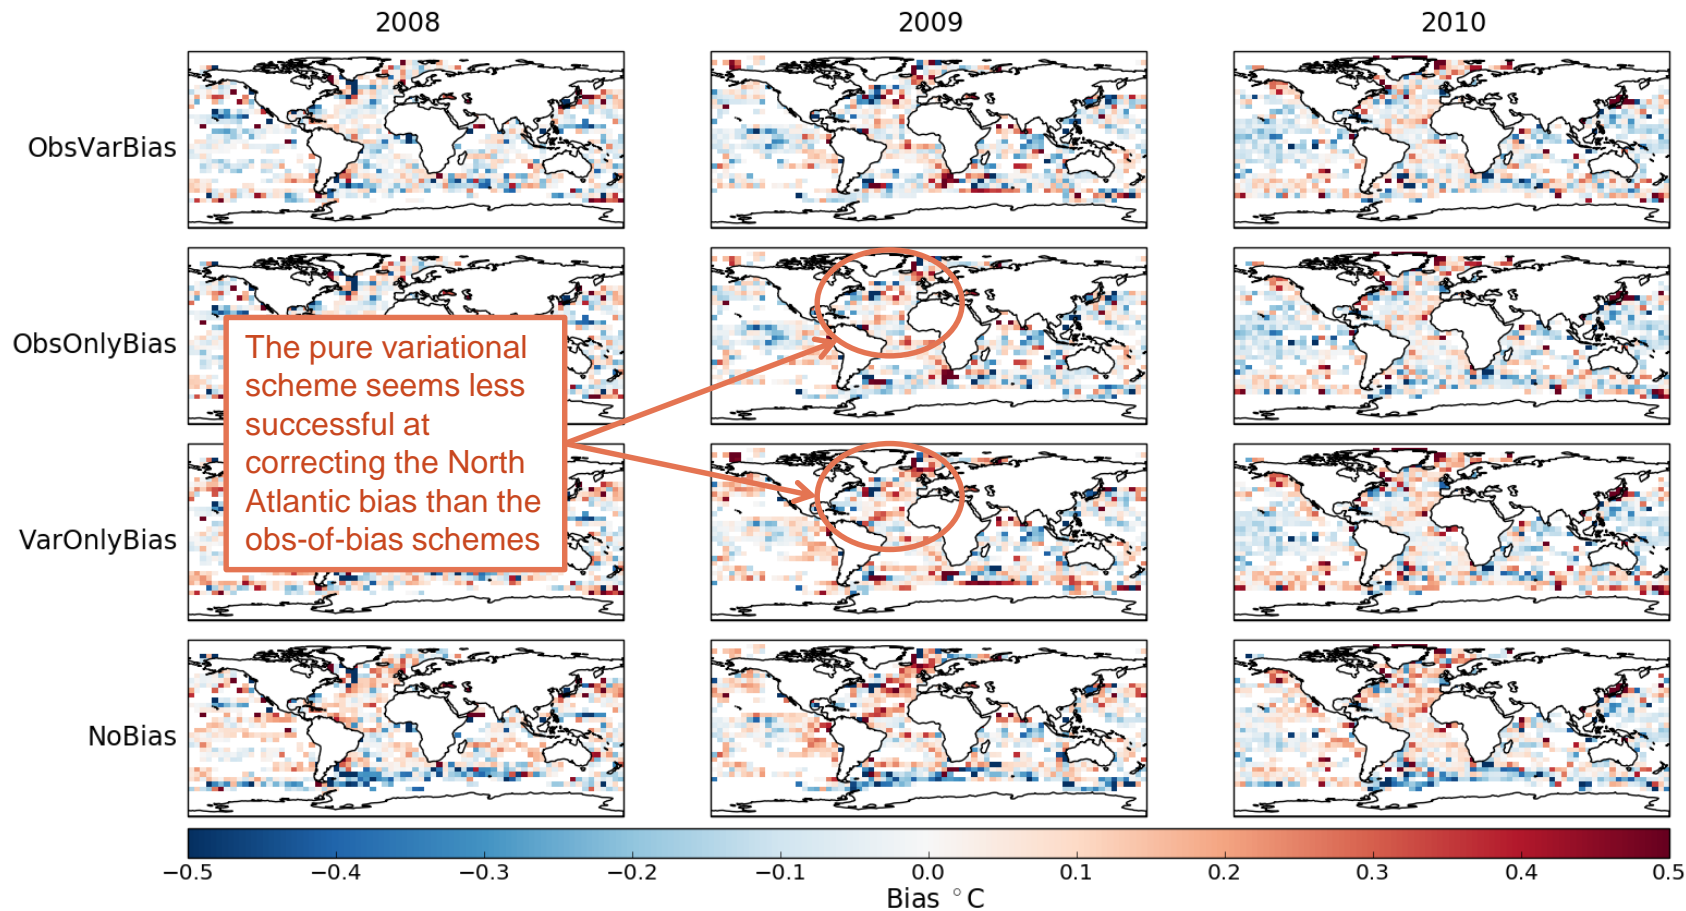 2008 2009 2010
ObsVarBias
ObsOnlyBias
The pure variational
scheme seems less
successful at
correcting the North
Atlantic bias than the
obs-of-bias schemes
VarOnlyBias
NoBias
−0.5 −0.4 −0.3 −0.2 −0.1 0.0 0.1 0.2 0.3 0.4 0.5
Bias °C